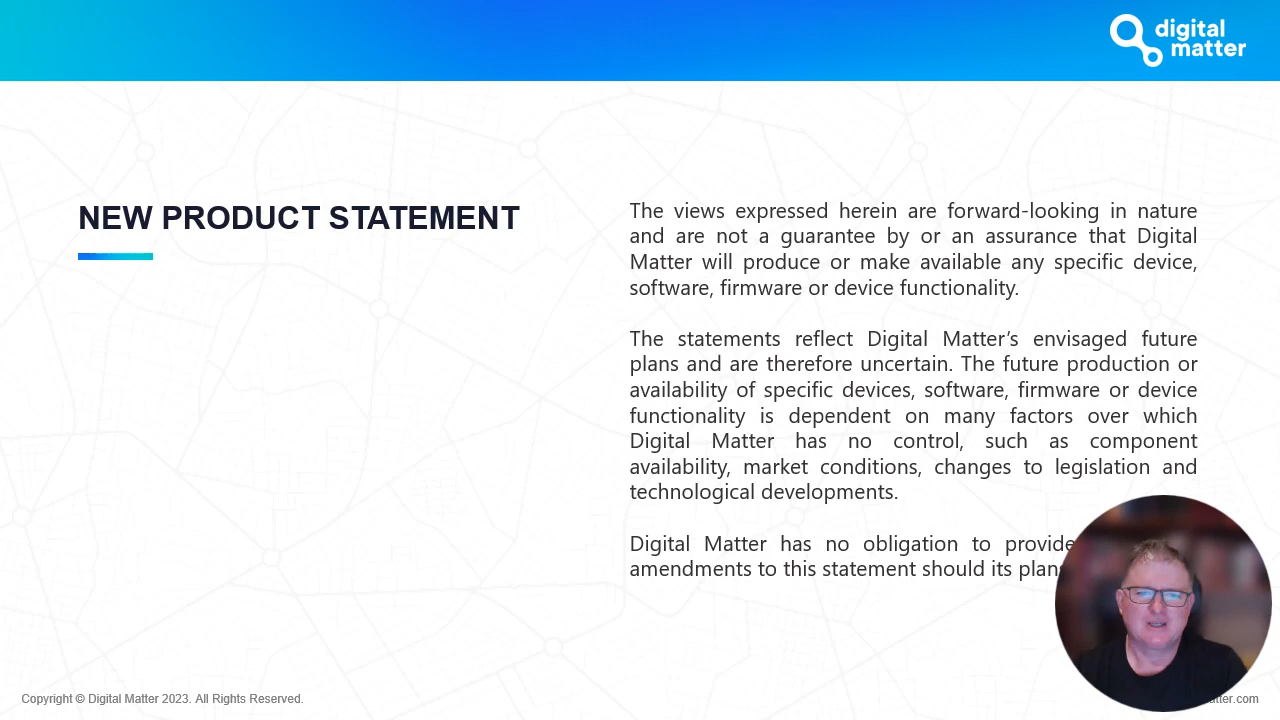 digital
matter
NEW PRODUCT STATEMENT
The views expressed herein are forward-looking in nature
and are not a guarantee by or an assurance that Digital
Matter will produce or make available any specific device,
software, firmware or device functionality.
The statements reflect Digital Matter’s envisaged future
plans and are therefore uncertain. The future production or
availability of specific devices, software, firmware or device
functionality is dependent on many factors over which
Digital Matter has no control, such as component
availability, market conditions, changes to legislation and
technological developments.
Digital Matter has no obligation to provide
amendments to this statement should its plans
Copyright © Digital Matter 2023. All Rights Reserved.